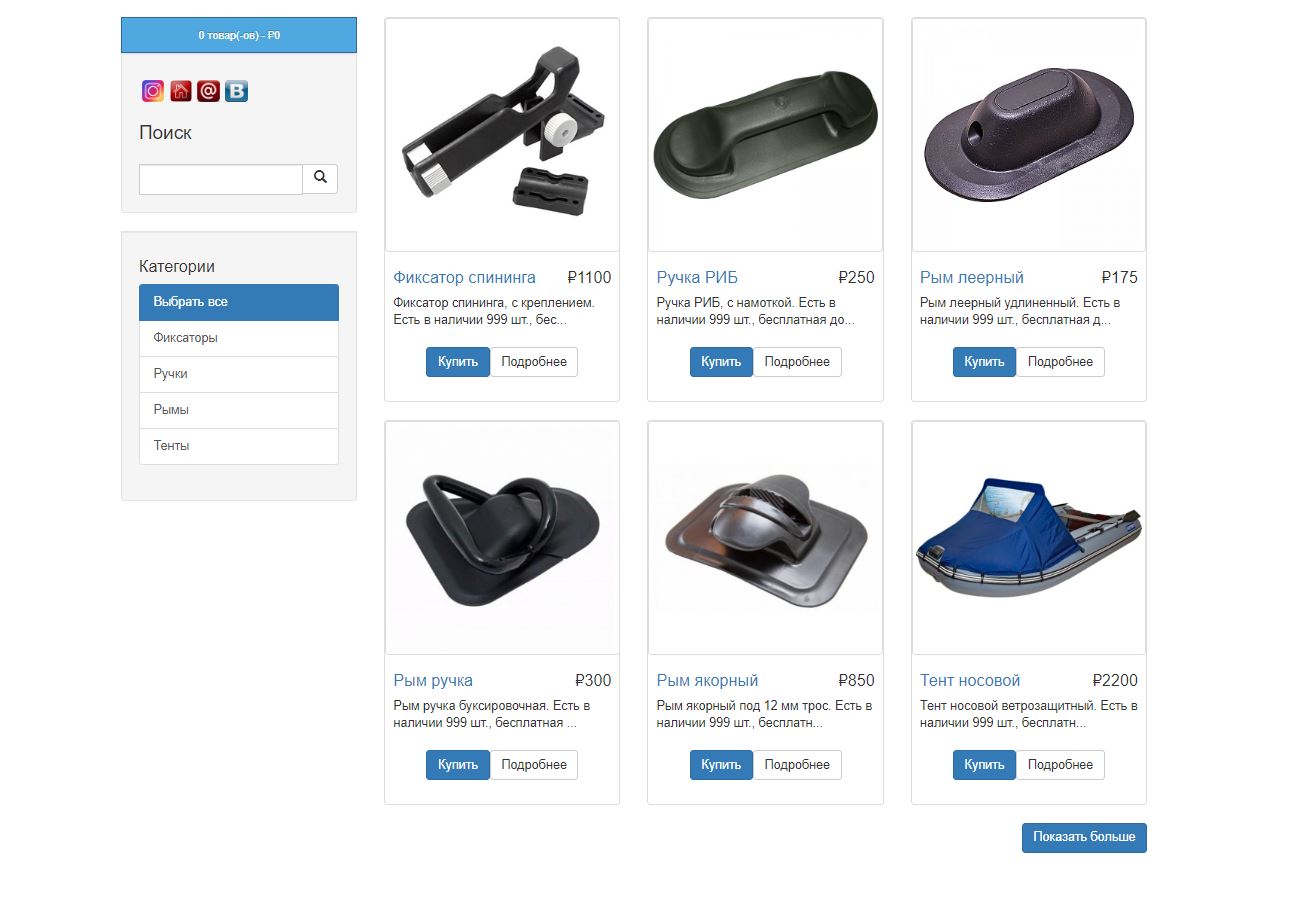 0 товар(-ов) - ₽0
Поиск
Категории
Выбрать все
Фиксаторы
Ручки
Рымы
Тенты
Фиксатор спининга ₽1100
Фиксатор спининга, с креплением.
Есть в наличии 999 шт., бес...
Купить Подробнее
Ручка РИБ ₽250
Ручка РИБ, с намоткой. Есть в
наличии 999 шт., бесплатная до...
Купить Подробнее
Рым леерный ₽175
Рым леерный удлиненный. Есть в
наличии 999 шт., бесплатная д...
Купить Подробнее
Рым ручка ₽300
Рым ручка буксировочная. Есть в
наличии 999 шт., бесплатная ...
Купить Подробнее
Рым якорный ₽850
Рым якорный под 12 мм трос. Есть в
наличии 999 шт., бесплатн...
Купить Подробнее
Тент носовой ₽2200
Тент носовой ветрозащитный. Есть в
наличии 999 шт., бесплатн...
Купить Подробнее
Показать больше